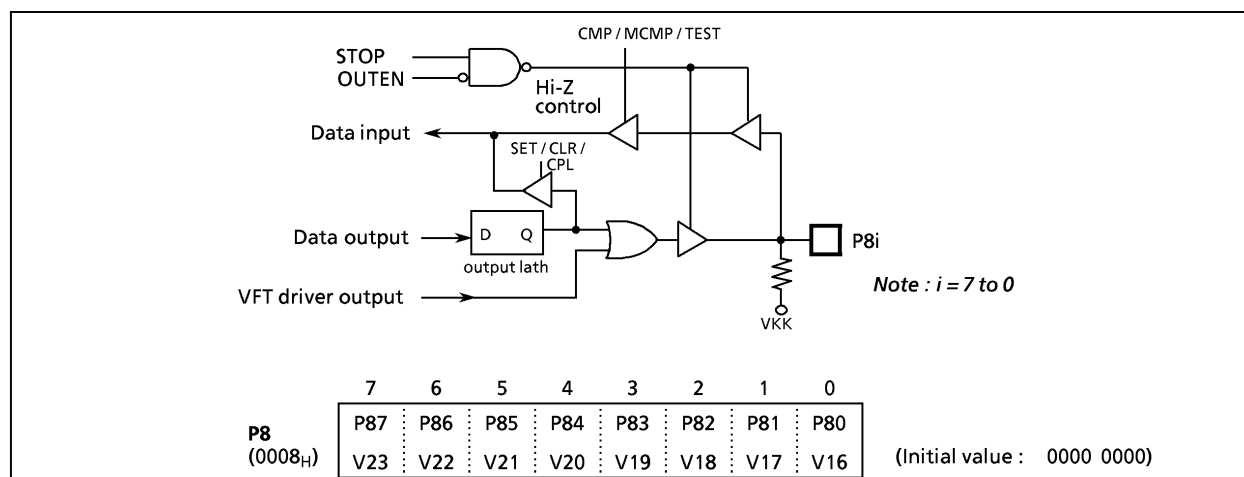 CMP / MCMP / TEST
STOP
OUTEN
Hi-Z
control
Data input
SET / CLR /
CPL
Data output
D Q
output lath
P8i
VFT driver output
Note : i = 7 to 0
VKK
7 6 5 4 3 2 1 0
P8
(0008H)
P87 P86 P85 P84 P83 P82 P81 P80
V23 V22 V21 V20 V19 V18 V17 V16
(Initial value : 0000 0000)